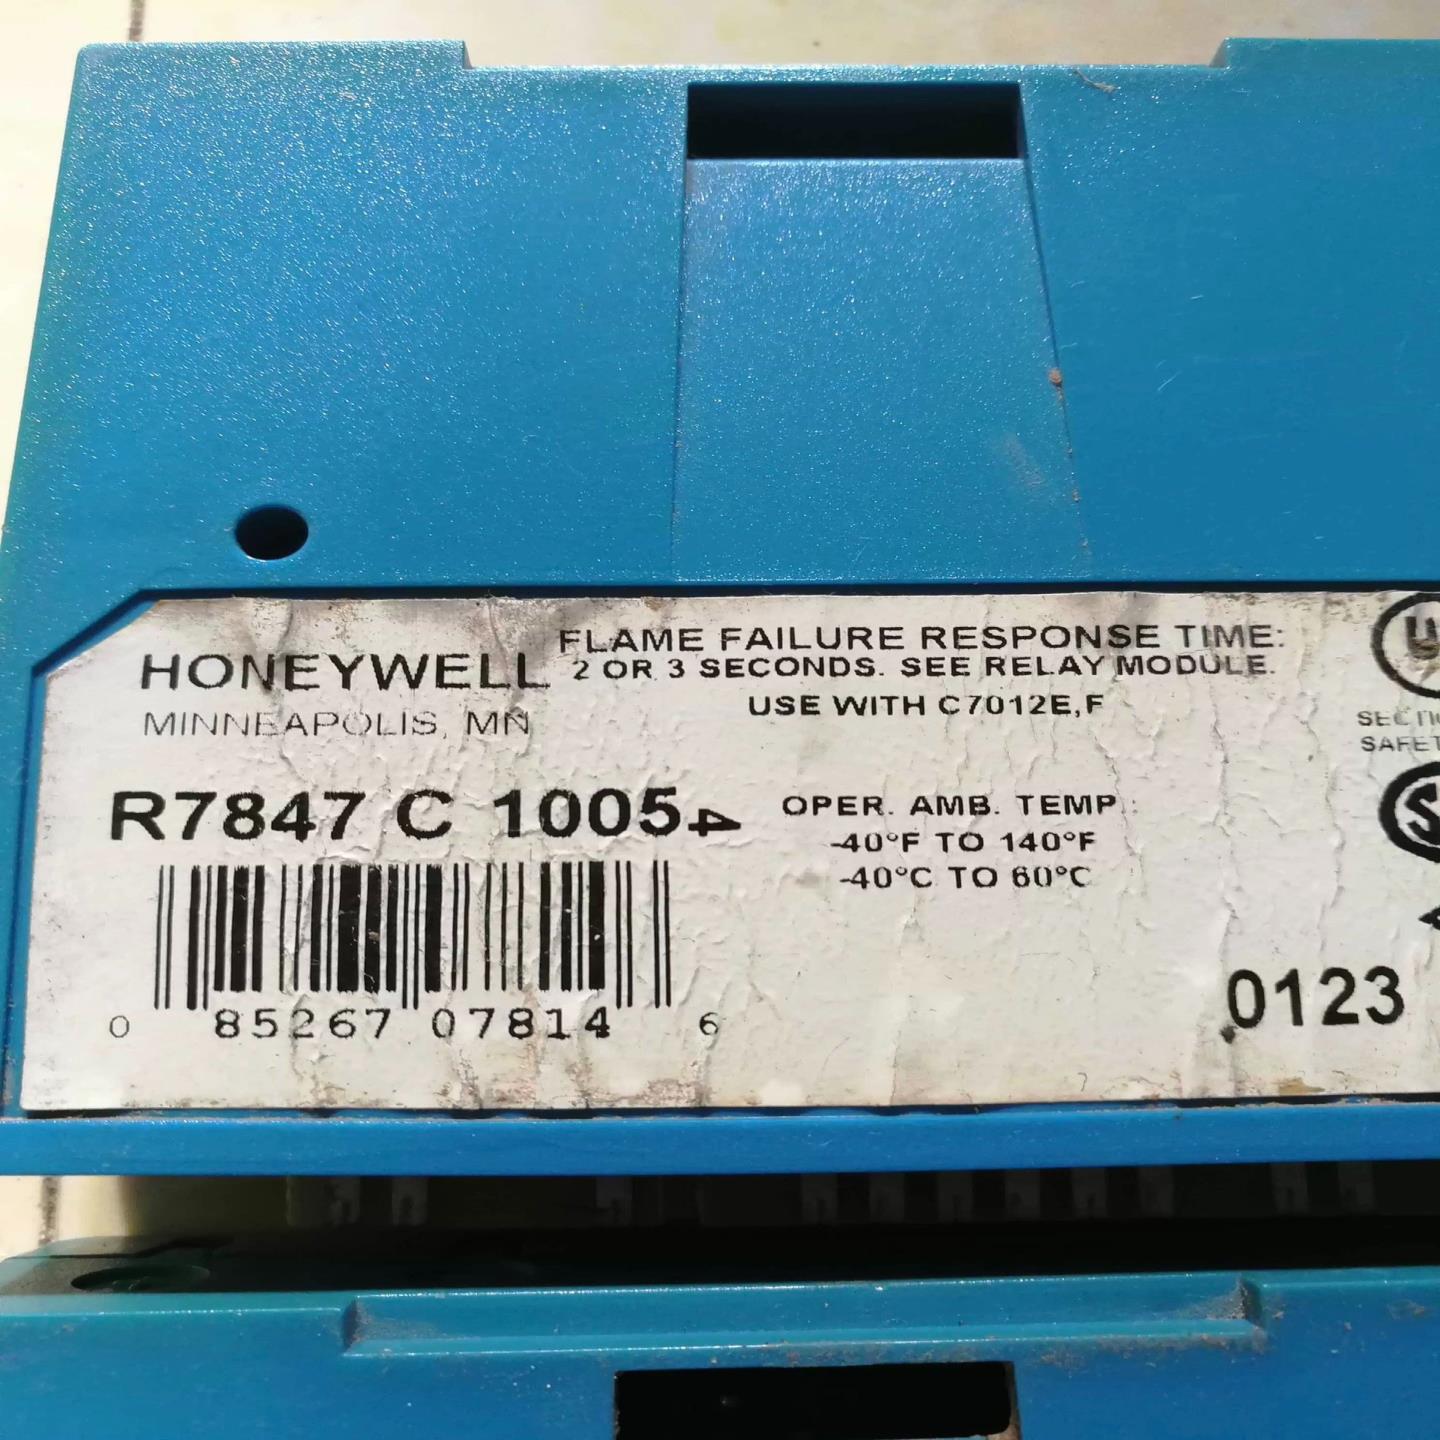 HONEYWELL
MINNEAPOLIS, MN
FLAME FAILURE RESPONSE TIME:
2 OR 3 SECONDS. SEE RELAY MODULE.
USE WITH C7012E,F
R7847 C 1005 4
OPER. AMB. TEMP.:
-40°F TO 140°F
-40°C TO 60°C
0 85267 07814 6
0123